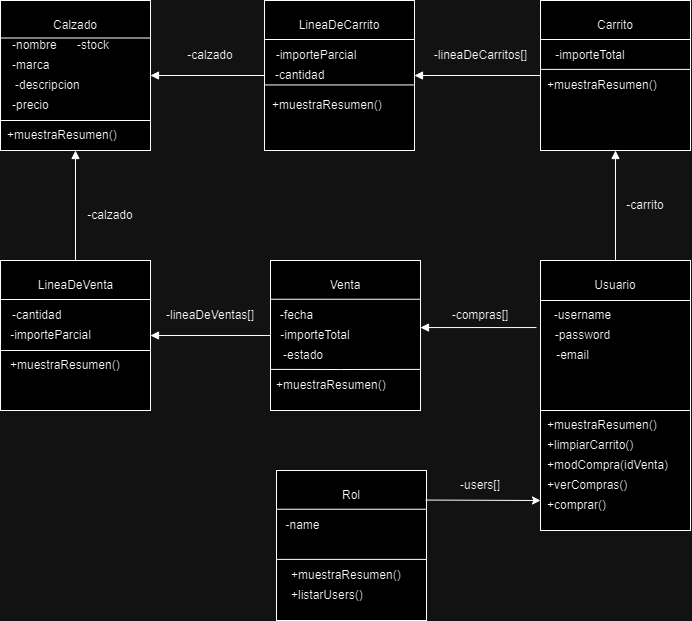 Calzado
-nombre -stock
-marca
-descripcion
-precio
+muestraResumen()
-calzado
LineaDeCarrito
-importeParcial
-cantidad
+muestraResumen()
-lineaDeCarritos[]
Carrito
-importeTotal
+muestraResumen()
-calzado
-carrito
LineaDeVenta
-cantidad
-importeParcial
+muestraResumen()
-lineaDeVentas[]
Venta
-fecha
-importeTotal
-estado
+muestraResumen()
-compras[]
Usuario
-username
-password
-email
+muestraResumen()
+limpiarCarrito()
+modCompra(idVenta)
+verCompras()
+comprar()
Rol
-name
+muestraResumen()
+listarUsers()
-users[]